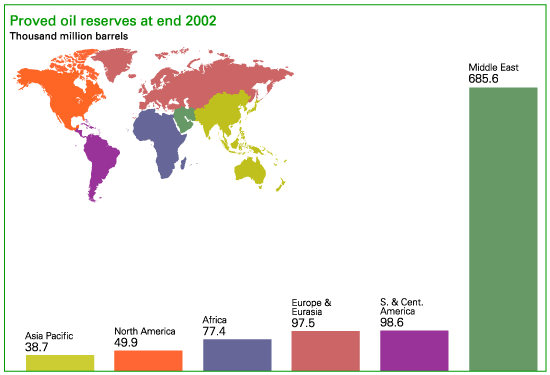 Proved oil reserves at end 2002
Thousand million barrels
Middle East
685.6
Asia Pacific
38.7
North America
49.9
Africa
77.4
Europe &
Eurasia
97.5
S. & Cent.
America
98.6